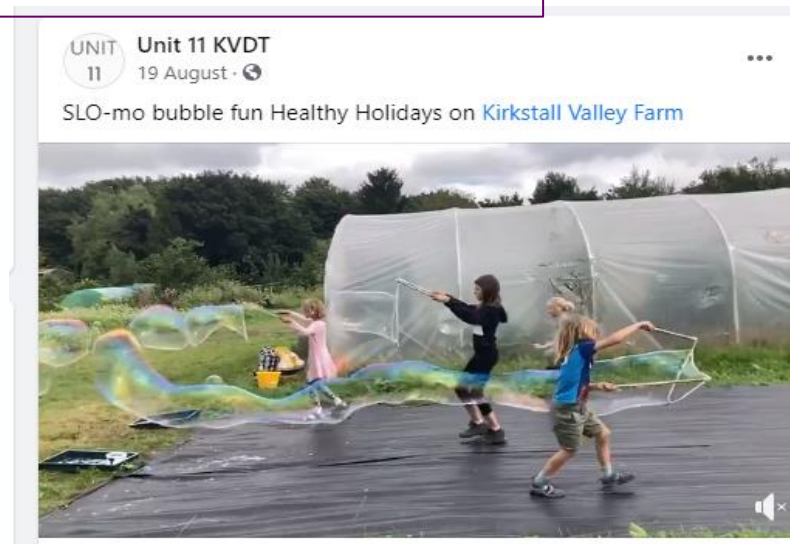 UNIT
11
Unit 11 KVDT
19 August ·
SLO-mo bubble fun Healthy Holidays on Kirkstall Valley Farm